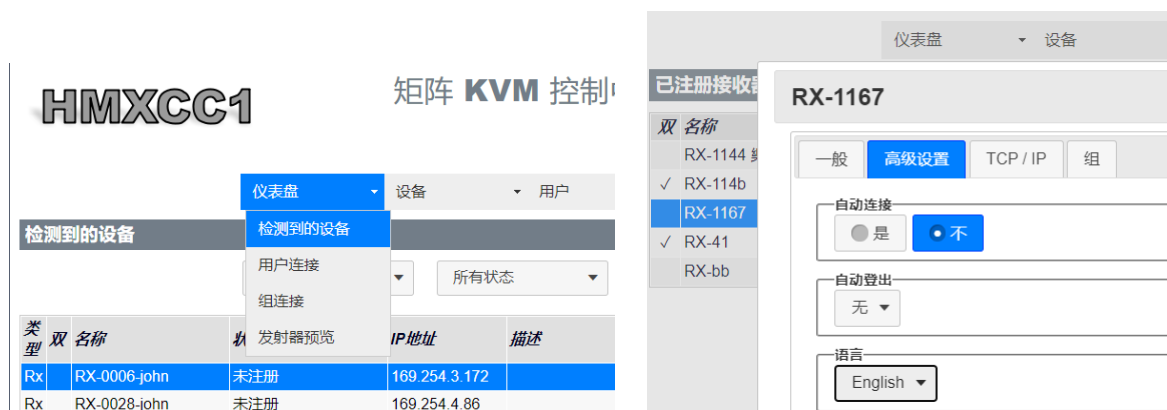 HMXCC1
矩阵 KVM 控制
仪表盘 设备 用户
检测到的设备
检测到的设备
用户连接
组连接
发射器预览
所有状态
类型 双 名称 IP地址 描述
Rx RX-0006-john 未注册 169.254.3.172
Rx RX-0028-john 未注册 169.254.4.86
仪表盘 设备
已注册接收器
双 名称
RX-1144
✓ RX-114b
RX-1167
✓ RX-41
RX-bb
RX-1167
一般 高级设置 TCP / IP 组
自动连接
是 不
自动登出
无
语言
English